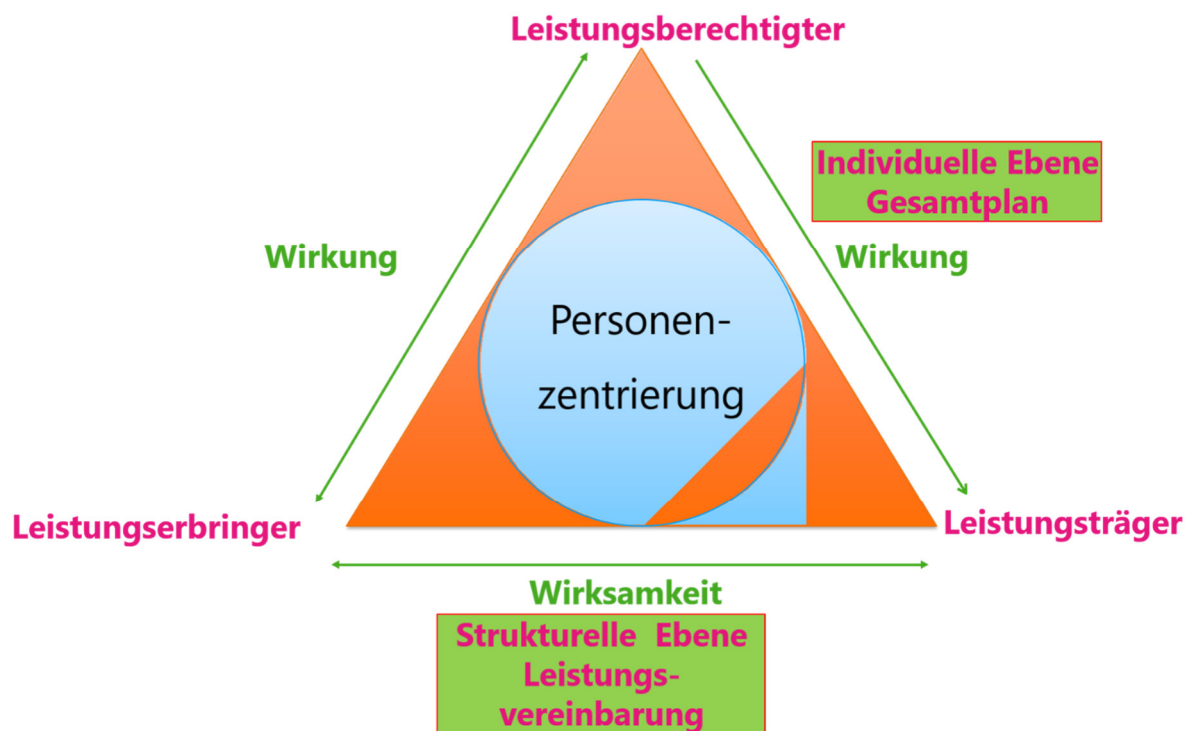 Leistungsberechtigter
Individuelle Ebene
Gesamtplan
Wirkung
Wirkung
Personen-
zentrierung
Leistungserbringer
Leistungsträger
Wirksamkeit
Strukturelle Ebene
Leistungs-
vereinbarung